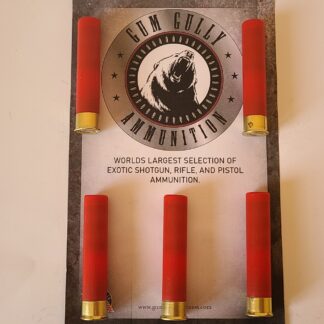 GUM GULLY
AMMUNITION
WORLDS LARGEST SELECTION OF
EXOTIC SHOTGUN, RIFLE, AND PISTOL
AMMUNITION.